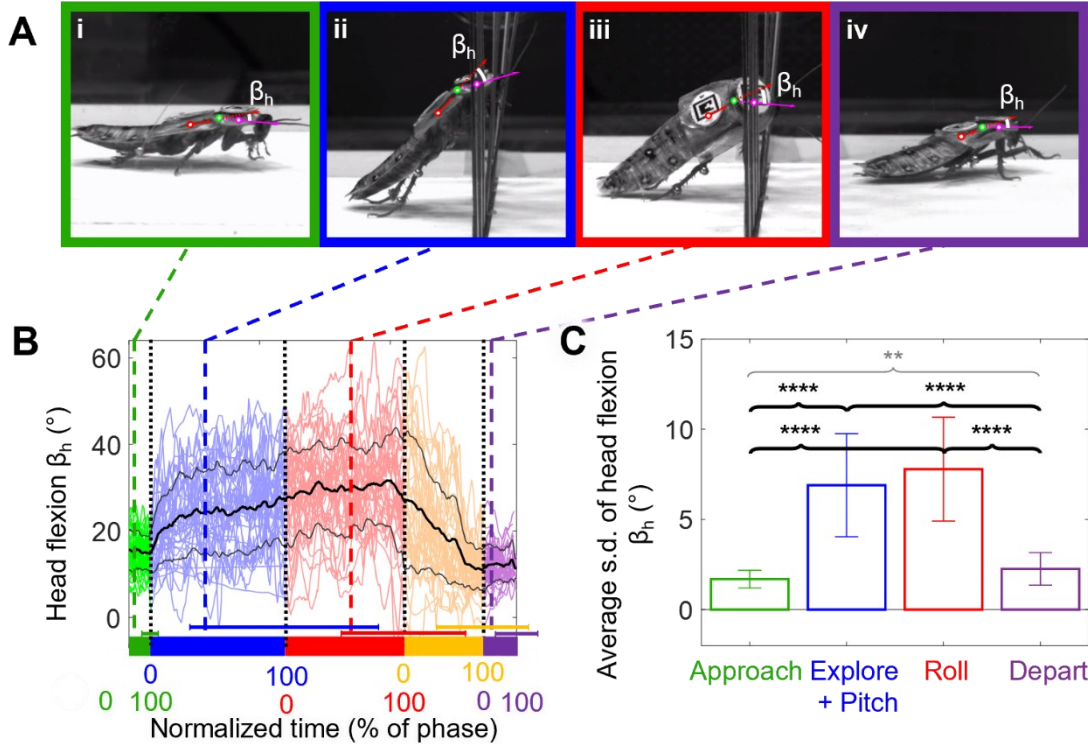 A
i
ii
iii
iv
βh
βh
βh
βh
B
Head flexion βh (°)
60
40
20
0
0 100 0 100
0 100 0 100 0 100
Normalized time (% of phase)
C
Average s.d. of head flexion
βh (°)
15
10
5
0
**
**** ****
**** ****
Approach Explore Roll Depart
+ Pitch